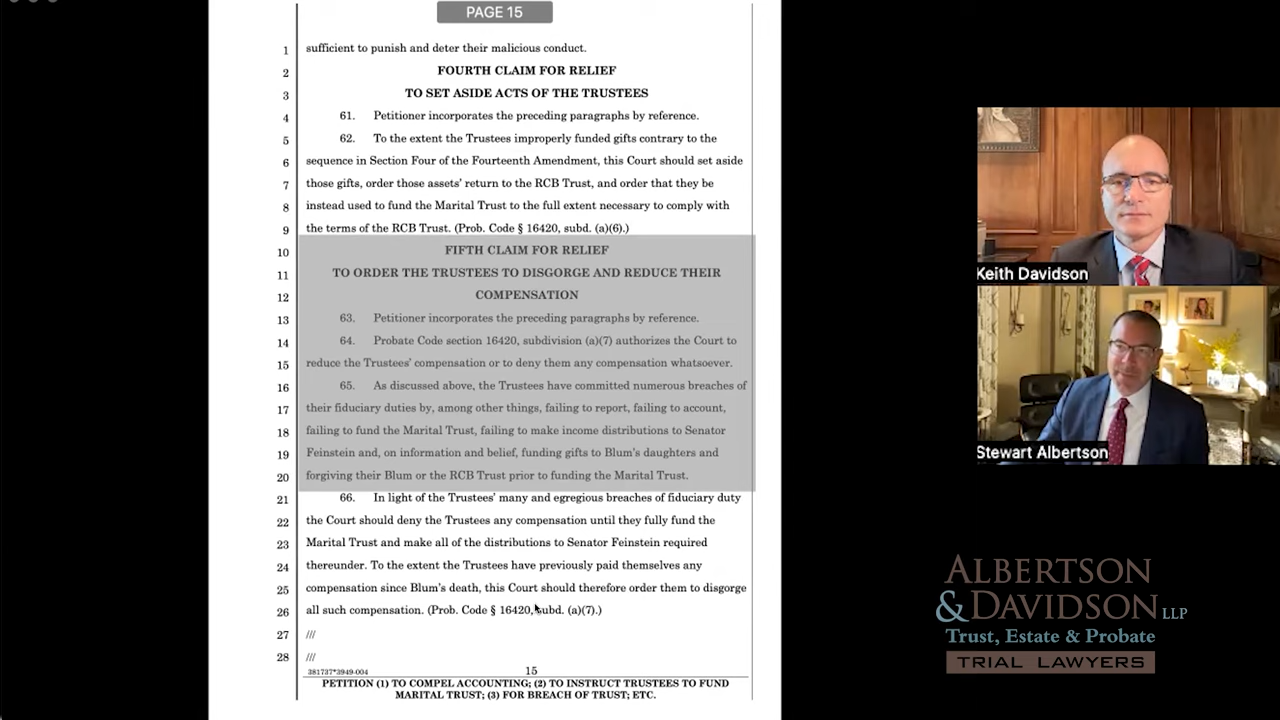 PAGE 15
1 sufficient to punish and deter their malicious conduct.
2 FOURTH CLAIM FOR RELIEF
3 TO SET ASIDE ACTS OF THE TRUSTEES
4 61. Petitioner incorporates the preceding paragraphs by reference.
5 62. To the extent the Trustees improperly funded gifts contrary to the
6 sequence in Section Four of the Fourteenth Amendment, this Court should set aside
7 those gifts, order those assets' return to the RCB Trust, and order that they be
8 instead used to fund the Marital Trust to the full extent necessary to comply with
9 the terms of the RCB Trust. (Prob. Code § 16420, subd. (a)(6).)
10 FIFTH CLAIM FOR RELIEF
11 TO ORDER THE TRUSTEES TO DISGORGE AND REDUCE THEIR
12 COMPENSATION
13 63. Petitioner incorporates the preceding paragraphs by reference.
14 64. Probate Code section 16420, subdivision (a)(7) authorizes the Court to
15 reduce the Trustees' compensation or to deny them any compensation whatsoever.
16 65. As discussed above, the Trustees have committed numerous breaches of
17 their fiduciary duties by, among other things, failing to report, failing to account,
18 failing to fund the Marital Trust, failing to make income distributions to Senator
19 Feinstein and, on information and belief, funding gifts to Blum's daughters and
20 forgiving their Blum or the RCB Trust prior to funding the Marital Trust.
21 66. In light of the Trustees' many and egregious breaches of fiduciary duty
22 the Court should deny the Trustees any compensation until they fully fund the
23 Marital Trust and make all of the distributions to Senator Feinstein required
24 thereunder. To the extent the Trustees have previously paid themselves any
25 compensation since Blum's death, this Court should therefore order them to disgorge
26 all such compensation. (Prob. Code § 16420, subd. (a)(7).)
27 ///
28 ///
381737*3949-004
15
PETITION (1) TO COMPEL ACCOUNTING; (2) TO INSTRUCT TRUSTEES TO FUND
MARITAL TRUST; (3) FOR BREACH OF TRUST; ETC.
Keith Davidson
Stewart Albertson
ALBERTSON
& DAVIDSON LLP
Trust, Estate & Probate
TRIAL LAWYERS